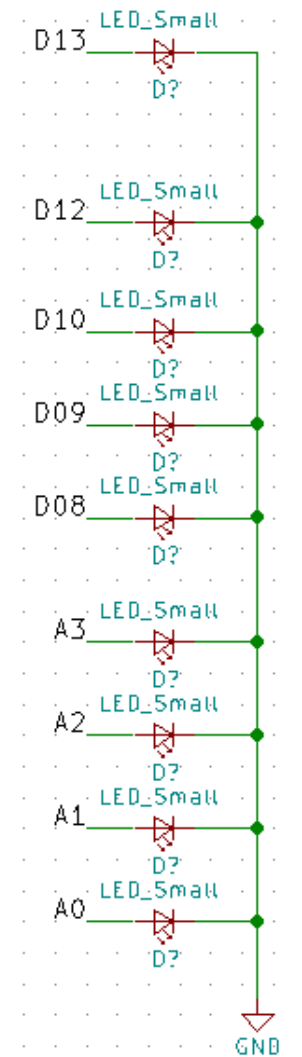 LED_Small
D13
D?
LED_Small
D12
D?
LED_Small
D10
D?
LED_Small
D09
D?
LED_Small
D08
D?
LED_Small
A3
D?
LED_Small
A2
D?
LED_Small
A1
D?
LED_Small
A0
D?
GND